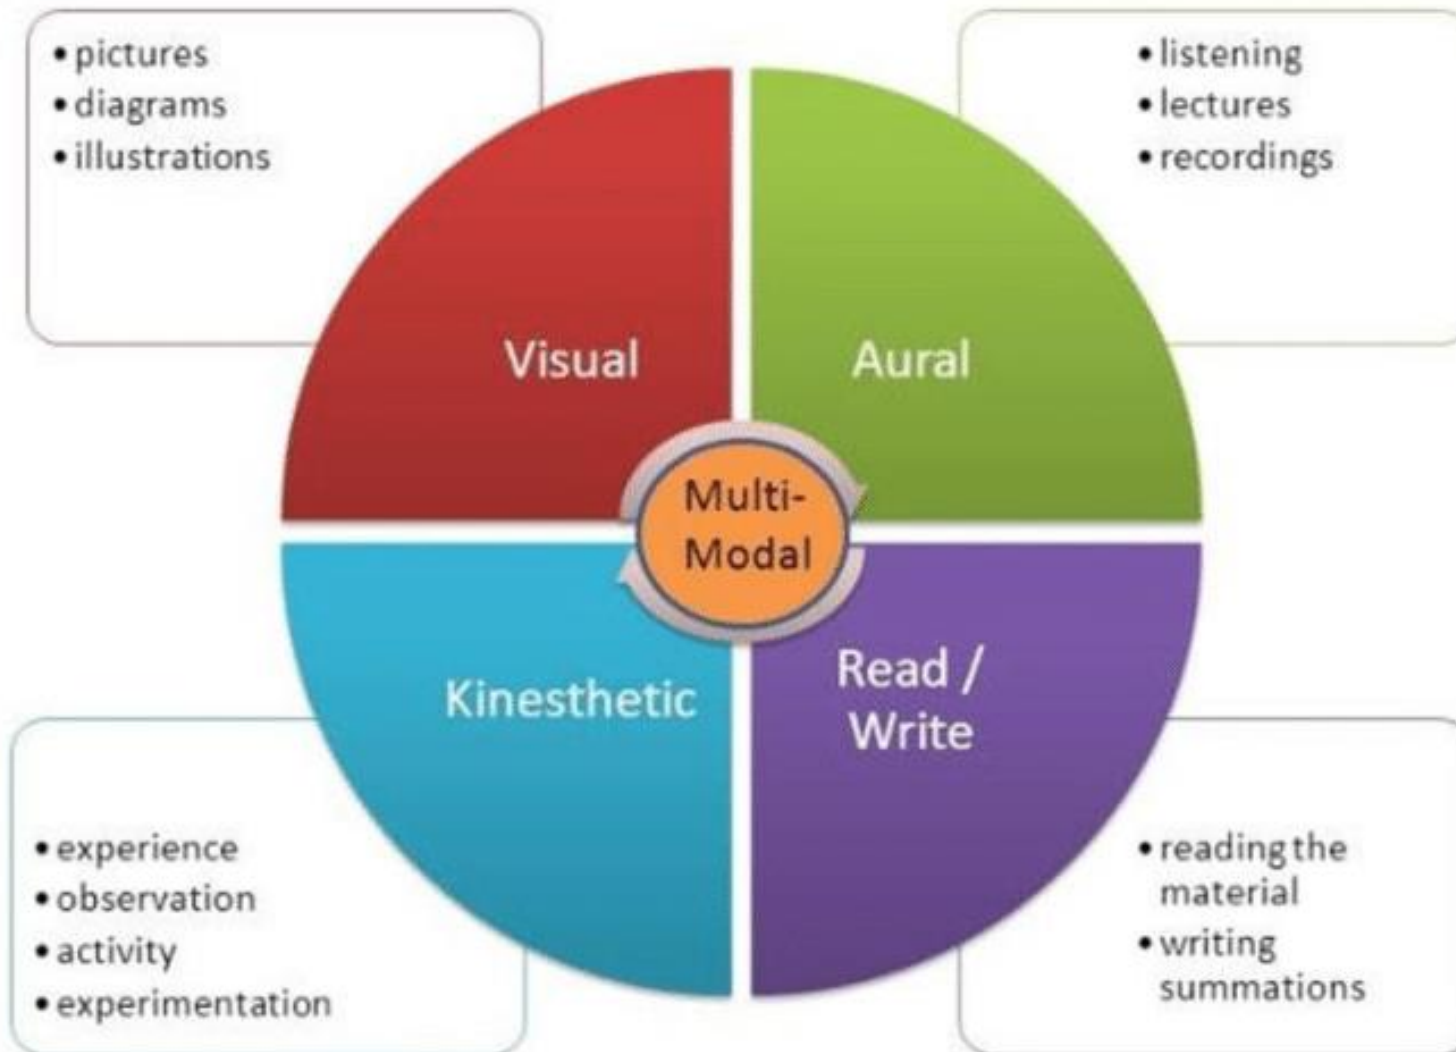 • pictures
• diagrams
• illustrations
• listening
• lectures
• recordings
Visual
Aural
Multi-
Modal
Kinesthetic
Read /
Write
• experience
• observation
• activity
• experimentation
• reading the
material
• writing
summations